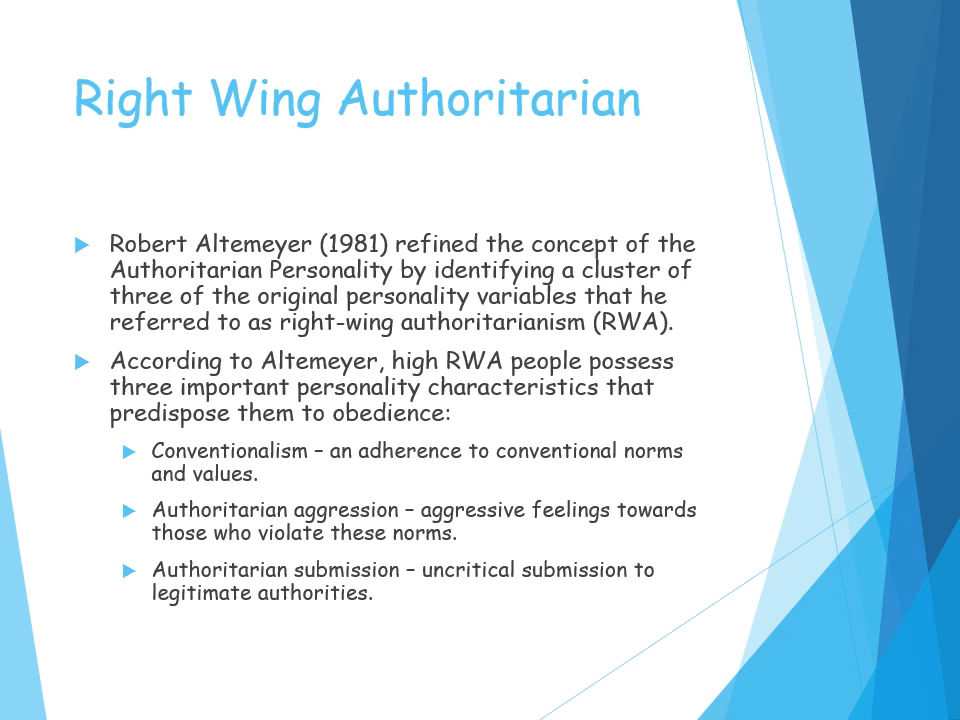 Right Wing Authoritarian
Robert Altemeyer (1981) refined the concept of the
Authoritarian Personality by identifying a cluster of
three of the original personality variables that he
referred to as right-wing authoritarianism (RWA).
According to Altemeyer, high RWA people possess
three important personality characteristics that
predispose them to obedience:
Conventionalism – an adherence to conventional norms
and values.
Authoritarian aggression – aggressive feelings towards
those who violate these norms.
Authoritarian submission – uncritical submission to
legitimate authorities.